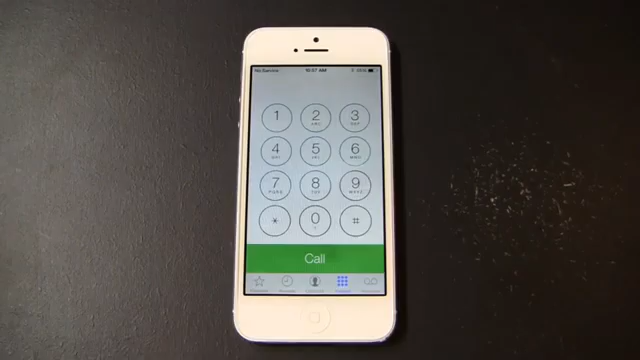 No Service 10:57 AM
1 2 3
ABC DEF
4 5 6
GHI JKL MNO
7 8 9
PQRS TUV WXYZ
* 0 #
+
Call